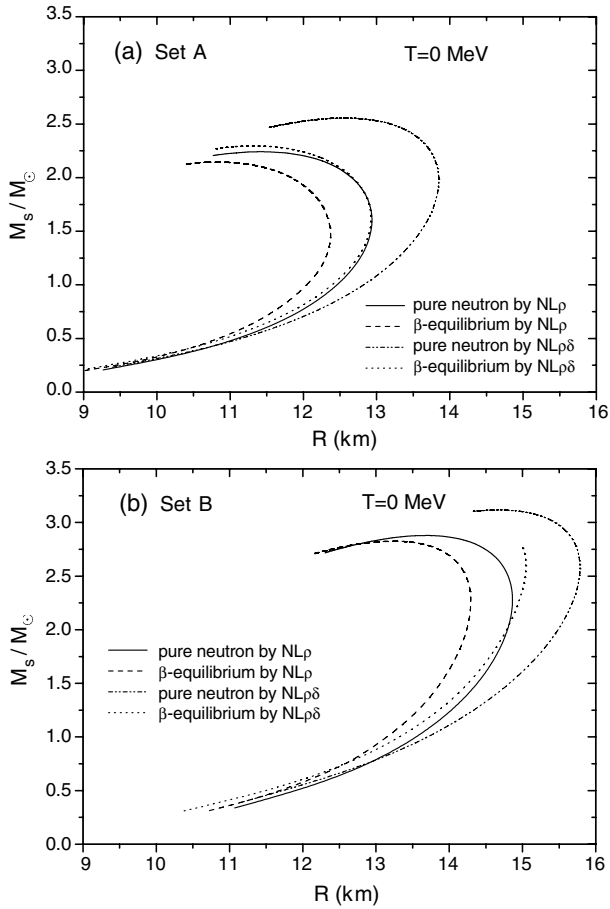 3.5
3.0
2.5
2.0
1.5
1.0
0.5
0.0
M_s / M_⊙
(a) Set A
T=0 MeV
pure neutron by NLρ
β-equilibrium by NLρ
pure neutron by NLρδ
β-equilibrium by NLρδ
9 10 11 12 13 14 15 16
R (km)
3.5
3.0
2.5
2.0
1.5
1.0
0.5
0.0
M_s / M_⊙
(b) Set B
T=0 MeV
pure neutron by NLρ
β-equilibrium by NLρ
pure neutron by NLρδ
β-equilibrium by NLρδ
9 10 11 12 13 14 15 16
R (km)